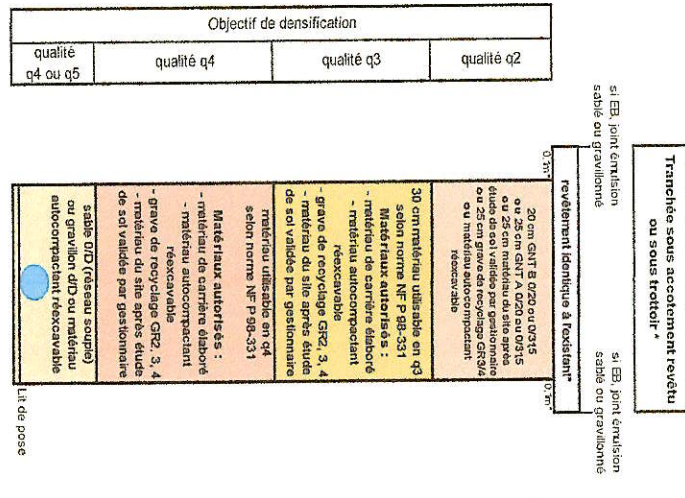 Objectif de densification
qualité
q4 ou q5
qualité q4
qualité q3
qualité q2
Tranchée sous accotement revêtu
ou sous trottoir *
si EB, joint émulsion
sablé ou gravillonné
si EB, joint émulsion
sablé ou gravillonné
revêtement identique à l'existant*
20 cm GNT B 0/20 ou 0/315
ou 25 cm GNT A 0/20 ou 0/315
ou 25 cm matériau du site après
étude de sol validée par gestionnaire
ou 25 cm grave de recyclage GR3/4
ou matériau autocompactant
réexcavable
30 cm matériau utilisable en q3
selon norme NF P 98-331
Matériaux autorisés :
- matériau de carrière élaboré
- matériau autocompactant
réexcavable
- grave de recyclage GR2, 3, 4
- matériau du site après étude
de sol validée par gestionnaire
matériau utilisable en q4
selon norme NF P 98-331
Matériaux autorisés :
- matériau de carrière élaboré
- matériau autocompactant
réexcavable
- grave de recyclage GR2, 3, 4
- matériau du site après étude
de sol validée par gestionnaire
sable 0/D (réseau souple)
ou gravillon d/D ou matériau
autocompactant réexcavable
Lit de pose